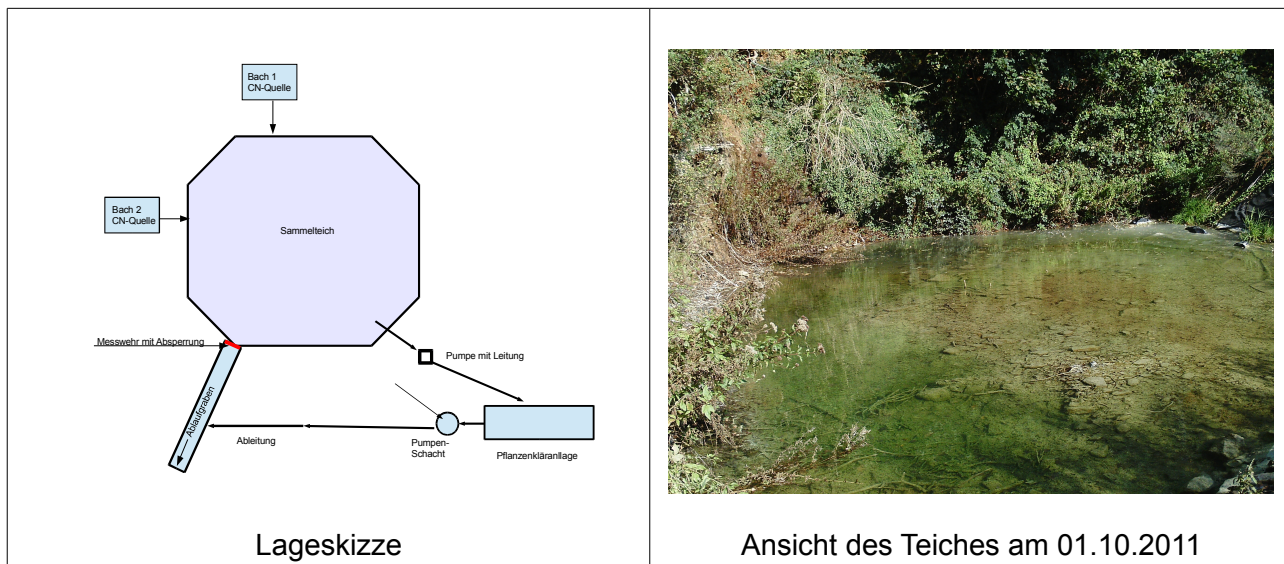 Bach 1
CN-Quelle
Bach 2
CN-Quelle
Sammelteich
Messwehr mit Absperrung
Pumpe mit Leitung
Ablaufgraben
Ableitung
Pumpen-
Schacht
Pflanzenkläranllage
Lageskizze
Ansicht des Teiches am 01.10.2011